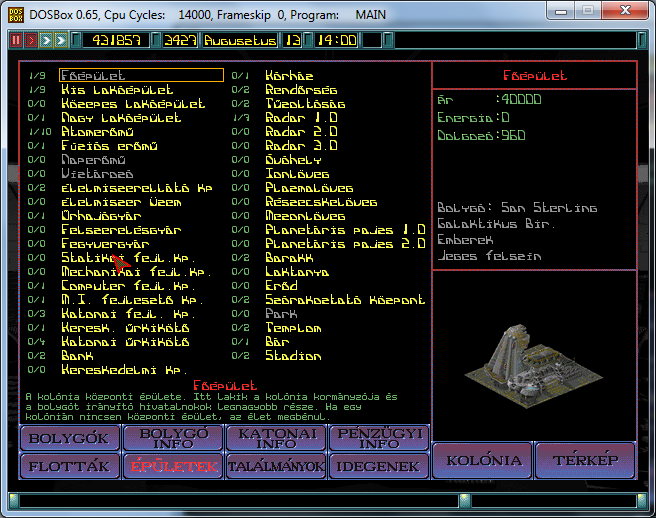 DOSBox 0.65, Cpu Cycles: 14000, Frameskip 0, Program: MAIN
431857 3427 Augusztus 13 14:00
1/9 Főépület
1/9 Kis lakóépület
0/0 Közepes lakóépület
0/1 Nagy lakóépület
1/10 Atomerőmű
0/1 Fúziós erőmű
0/0 Naperőmű
0/0 Víztározó
0/2 Élelmiszerellátó kp.
0/0 Élelmiszer üzem
0/1 Űrhajógyár
0/0 Felszerelésgyár
0/0 Fegyvergyár
0/0 Statikai fejl.kp.
0/0 Mechanikai fejl.kp.
0/1 Computer fejl.kp.
0/1 M.I. fejlesztő kp.
0/3 Katonai fejl. kp.
0/1 Keresk. űrkikötő
0/4 Katonai űrkikötő
0/2 Bank
0/0 Kereskedelmi kp.
0/1 Kórház
0/2 Rendőrség
0/2 Tűzoltóság
1/7 Radar 1.0
0/0 Radar 2.0
0/0 Radar 3.0
0/0 Óvóhely
0/0 Ionlöveg
0/0 Plazmalöveg
0/0 Részecskelöveg
0/0 Mezonlöveg
0/0 Planetáris pajzs 1.0
0/0 Planetáris pajzs 2.0
0/2 Barakk
0/0 Laktanya
0/0 Erőd
0/2 Szórakoztató központ
0/0 Park
0/2 Templom
0/1 Bár
0/2 Stadion
Főépület
Ár :40000
Energia:0
Dolgozó:960
Bolygó: San Sterling
Galaktikus Bir.
Emberek
Jeges felszín
Főépület
A kolónia központi épülete. Itt lakik a kolónia kormányzója és
a bolygót irányító hivatalnokok legnagyobb része. Ha egy
kolónián nincsen központi épület, az élet megbénul.
BOLYGÓK
BOLYGÓ INFO
KATONAI INFO
PÉNZÜGYI INFO
FLOTTÁK
ÉPÜLETEK
TALÁLMÁNYOK
IDEGENEK
KOLÓNIA
TÉRKÉP